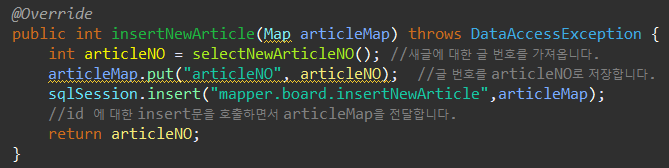 @Override
public int insertNewArticle(Map articleMap) throws DataAccessException {
    int articleNO = selectNewArticleNO(); //새글에 대한 글 번호를 가져옵니다.
    articleMap.put("articleNO", articleNO);  //글 번호를 articleNO로 저장합니다.
    sqlSession.insert("mapper.board.insertNewArticle",articleMap);
    //id 에 대한 insert문을 호출하면서 articleMap을 전달합니다.
    return articleNO;
}